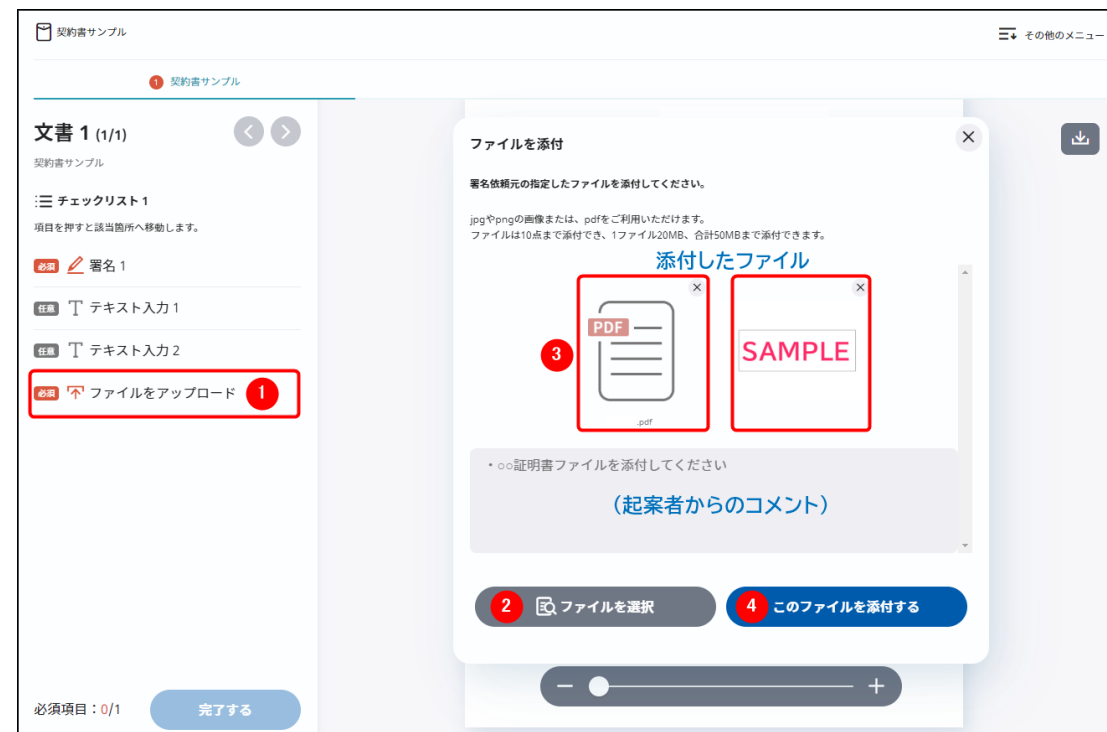 契約書サンプル
その他のメニュー
1 契約書サンプル
文書 1 (1/1)
契約書サンプル
チェックリスト 1
項目を押すと該当箇所へ移動します。
必須 署名 1
任意 テキスト入力 1
任意 テキスト入力 2
必須 ファイルをアップロード 1
必須項目：0/1
完了する
ファイルを添付
署名依頼元の指定したファイルを添付してください。
jpgやpngの画像または、pdfをご利用いただけます。
ファイルは10点まで添付でき、1ファイル20MB、合計50MBまで添付できます。
添付したファイル
3
PDF
.pdf
SAMPLE
・○○証明書ファイルを添付してください
（起案者からのコメント）
2 ファイルを選択
4 このファイルを添付する